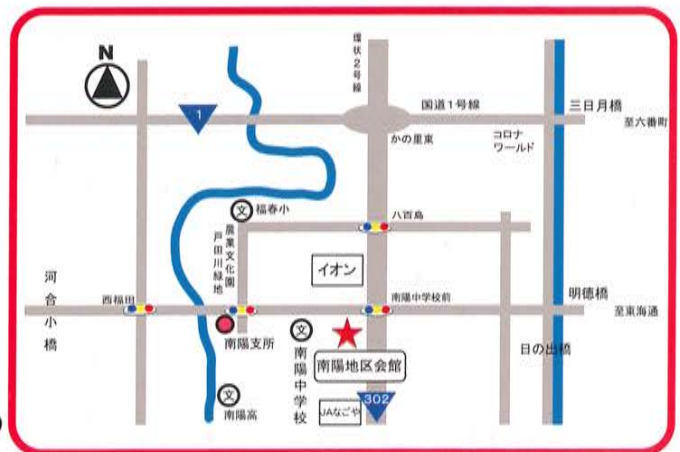 N
環状2号線
国道1号線
三日月橋
至六番町
1
かの里東
コロナ
ワールド
福春小
文
八百島
農業文化園
戸田川緑地
イオン
河合小橋
西福田
南陽中学校前
明徳橋
至東海通
南陽支所
文
南陽中学校
南陽地区会館
日の出橋
文
南陽高
JAなごや
302